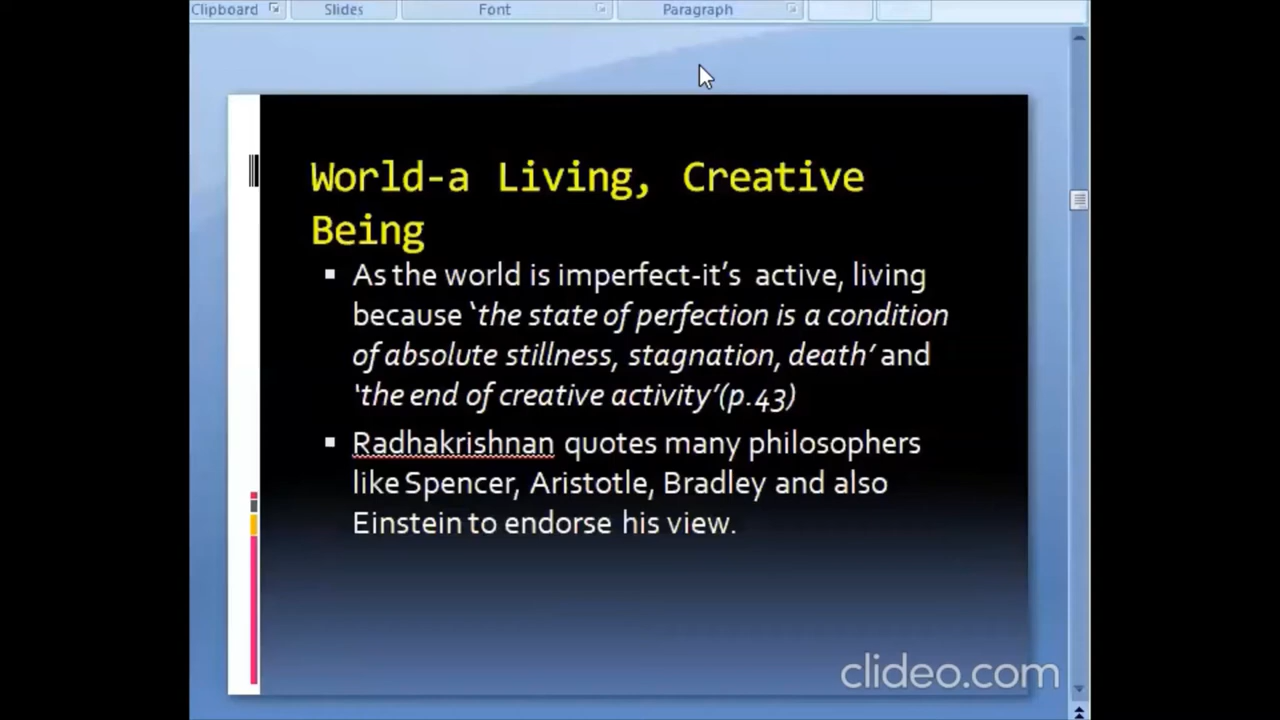 Clipboard Slides Font Paragraph
World-a Living, Creative
Being
▪ As the world is imperfect-it’s active, living
because ‘the state of perfection is a condition
of absolute stillness, stagnation, death’ and
‘the end of creative activity’(p.43)
▪ Radhakrishnan quotes many philosophers
like Spencer, Aristotle, Bradley and also
Einstein to endorse his view.
clideo.com